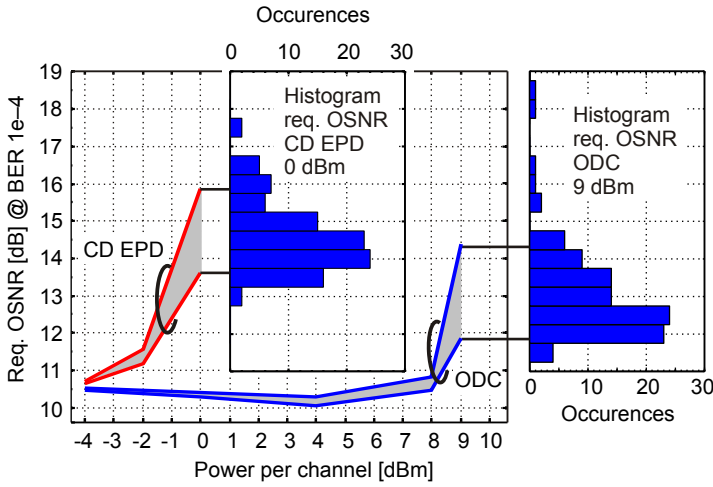 Occurences
0 10 20 30
Req. OSNR [dB] @ BER 1e–4
19
18
17
16
15
14
13
12
11
10
Histogram
req. OSNR
CD EPD
0 dBm
Histogram
req. OSNR
ODC
9 dBm
CD EPD
ODC
-4 -3 -2 -1 0 1 2 3 4 5 6 7 8 9 10
Power per channel [dBm]
0 10 20 30
Occurences